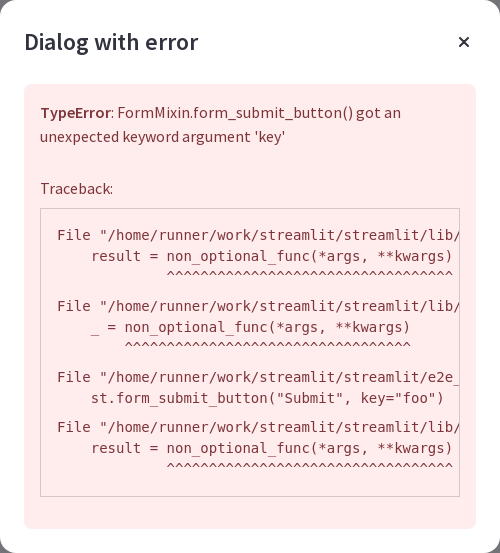 Dialog with error
×
TypeError: FormMixin.form_submit_button() got an
unexpected keyword argument 'key'
Traceback:
File "/home/runner/work/streamlit/streamlit/lib/
result = non_optional_func(*args, **kwargs)
^^^^^^^^^^^^^^^^^^^^^^^^^^^^^^^^^^
File "/home/runner/work/streamlit/streamlit/lib/
_ = non_optional_func(*args, **kwargs)
^^^^^^^^^^^^^^^^^^^^^^^^^^^^^^^^^^
File "/home/runner/work/streamlit/streamlit/e2e_
st.form_submit_button("Submit", key="foo")
File "/home/runner/work/streamlit/streamlit/lib/
result = non_optional_func(*args, **kwargs)
^^^^^^^^^^^^^^^^^^^^^^^^^^^^^^^^^^